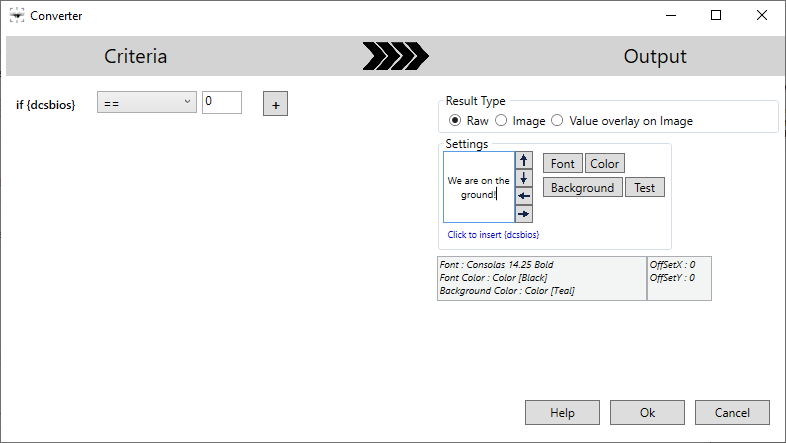 Converter
Criteria
Output
if {dcsbios}
==
0
+
Result Type
Raw
Image
Value overlay on Image
Settings
We are on the
ground!
Font
Color
Background
Test
Click to insert {dcsbios}
Font : Consolas 14.25 Bold
Font Color : Color [Black]
Background Color : Color [Teal]
OffSetX : 0
OffSetY : 0
Help
Ok
Cancel